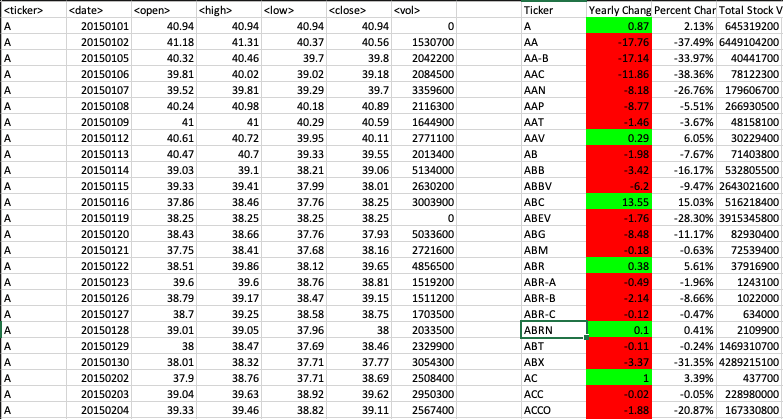 <ticker> <date> <open> <high> <low> <close> <vol> Ticker Yearly Chang Percent Char Total Stock V
A 20150101 40.94 40.94 40.94 40.94 0 A 0.87 2.13% 645319200
A 20150102 41.18 41.31 40.37 40.56 1530700 AA -17.76 -37.49% 6449104200
A 20150105 40.32 40.46 39.7 39.8 2042200 AA-B -17.14 -33.97% 40441700
A 20150106 39.81 40.02 39.02 39.18 2084500 AAC -11.86 -38.36% 78122300
A 20150107 39.52 39.81 39.29 39.7 3359600 AAN -8.18 -26.76% 179606700
A 20150108 40.24 40.98 40.18 40.89 2116300 AAP -8.77 -5.51% 266930500
A 20150109 41 41 40.29 40.59 1644900 AAT -1.46 -3.67% 48158100
A 20150112 40.61 40.72 39.95 40.11 2771100 AAV 0.29 6.05% 30229400
A 20150113 40.47 40.7 39.33 39.55 2013400 AB -1.98 -7.67% 71403800
A 20150114 39.03 39.1 38.21 39.06 5134000 ABB -3.42 -16.17% 532805500
A 20150115 39.33 39.41 37.99 38.01 2630200 ABBV -6.2 -9.47% 2643021600
A 20150116 37.86 38.46 37.76 38.25 3003900 ABC 13.55 15.03% 516218400
A 20150119 38.25 38.25 38.25 38.25 0 ABEV -1.76 -28.30% 3915345800
A 20150120 38.43 38.66 37.76 37.93 5033600 ABG -8.48 -11.17% 82930400
A 20150121 37.75 38.41 37.68 38.16 2721600 ABM -0.18 -0.63% 72539400
A 20150122 38.51 39.86 38.12 39.65 4856500 ABR 0.38 5.61% 37916900
A 20150123 39.6 39.6 38.76 38.81 1519200 ABR-A -0.49 -1.96% 1243100
A 20150126 38.79 39.17 38.47 39.15 1511200 ABR-B -2.14 -8.66% 1022000
A 20150127 38.7 39.25 38.58 38.75 1703500 ABR-C -0.12 -0.47% 634000
A 20150128 39.01 39.05 37.96 38 2033500 ABRN 0.1 0.41% 2109900
A 20150129 38 38.47 37.69 38.46 2329900 ABT -0.11 -0.24% 1469310700
A 20150130 38.01 38.32 37.71 37.77 3054300 ABX -3.37 -31.35% 4289215100
A 20150202 37.9 38.76 37.71 38.69 2508400 AC 1 3.39% 437700
A 20150203 39.04 39.63 38.92 39.62 2950300 ACC -0.02 -0.05% 228980000
A 20150204 39.33 39.46 38.82 39.11 2567400 ACCO -1.88 -20.87% 167330800